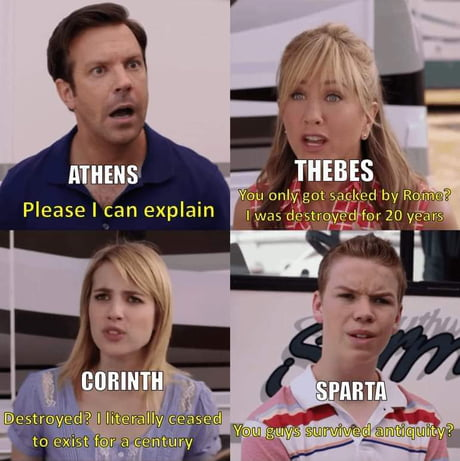 ATHENS
Please I can explain
THEBES
You only got sacked by Rome?
I was destroyed for 20 years
CORINTH
Destroyed? I literally ceased
to exist for a century
SPARTA
You guys survived antiquity?